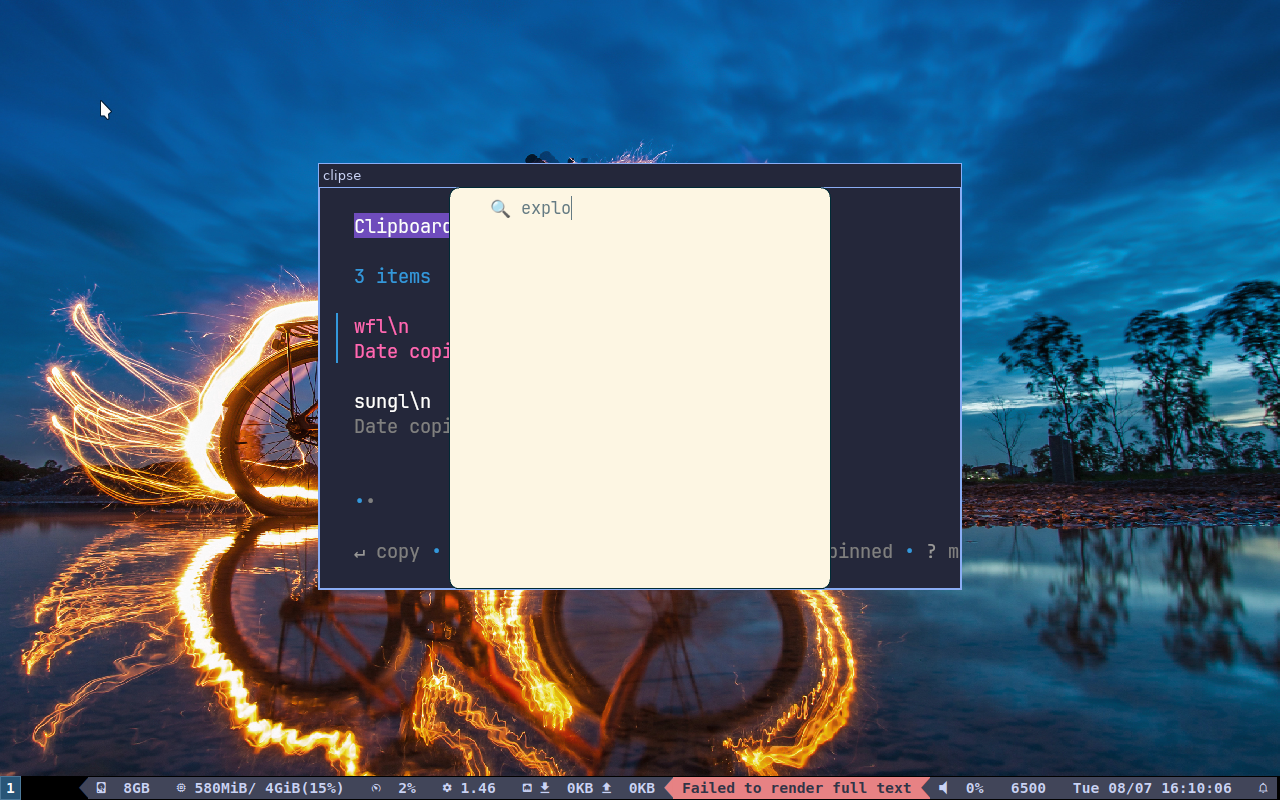 clipse
explo
Clipboard
3 items
wfl\n
Date copi
sungl\n
Date copi
↵ copy •
pinned • ? m
1
8GB
580MiB/ 4GiB(15%)
2%
1.46
0KB
0KB
Failed to render full text
0%
6500
Tue 08/07 16:10:06